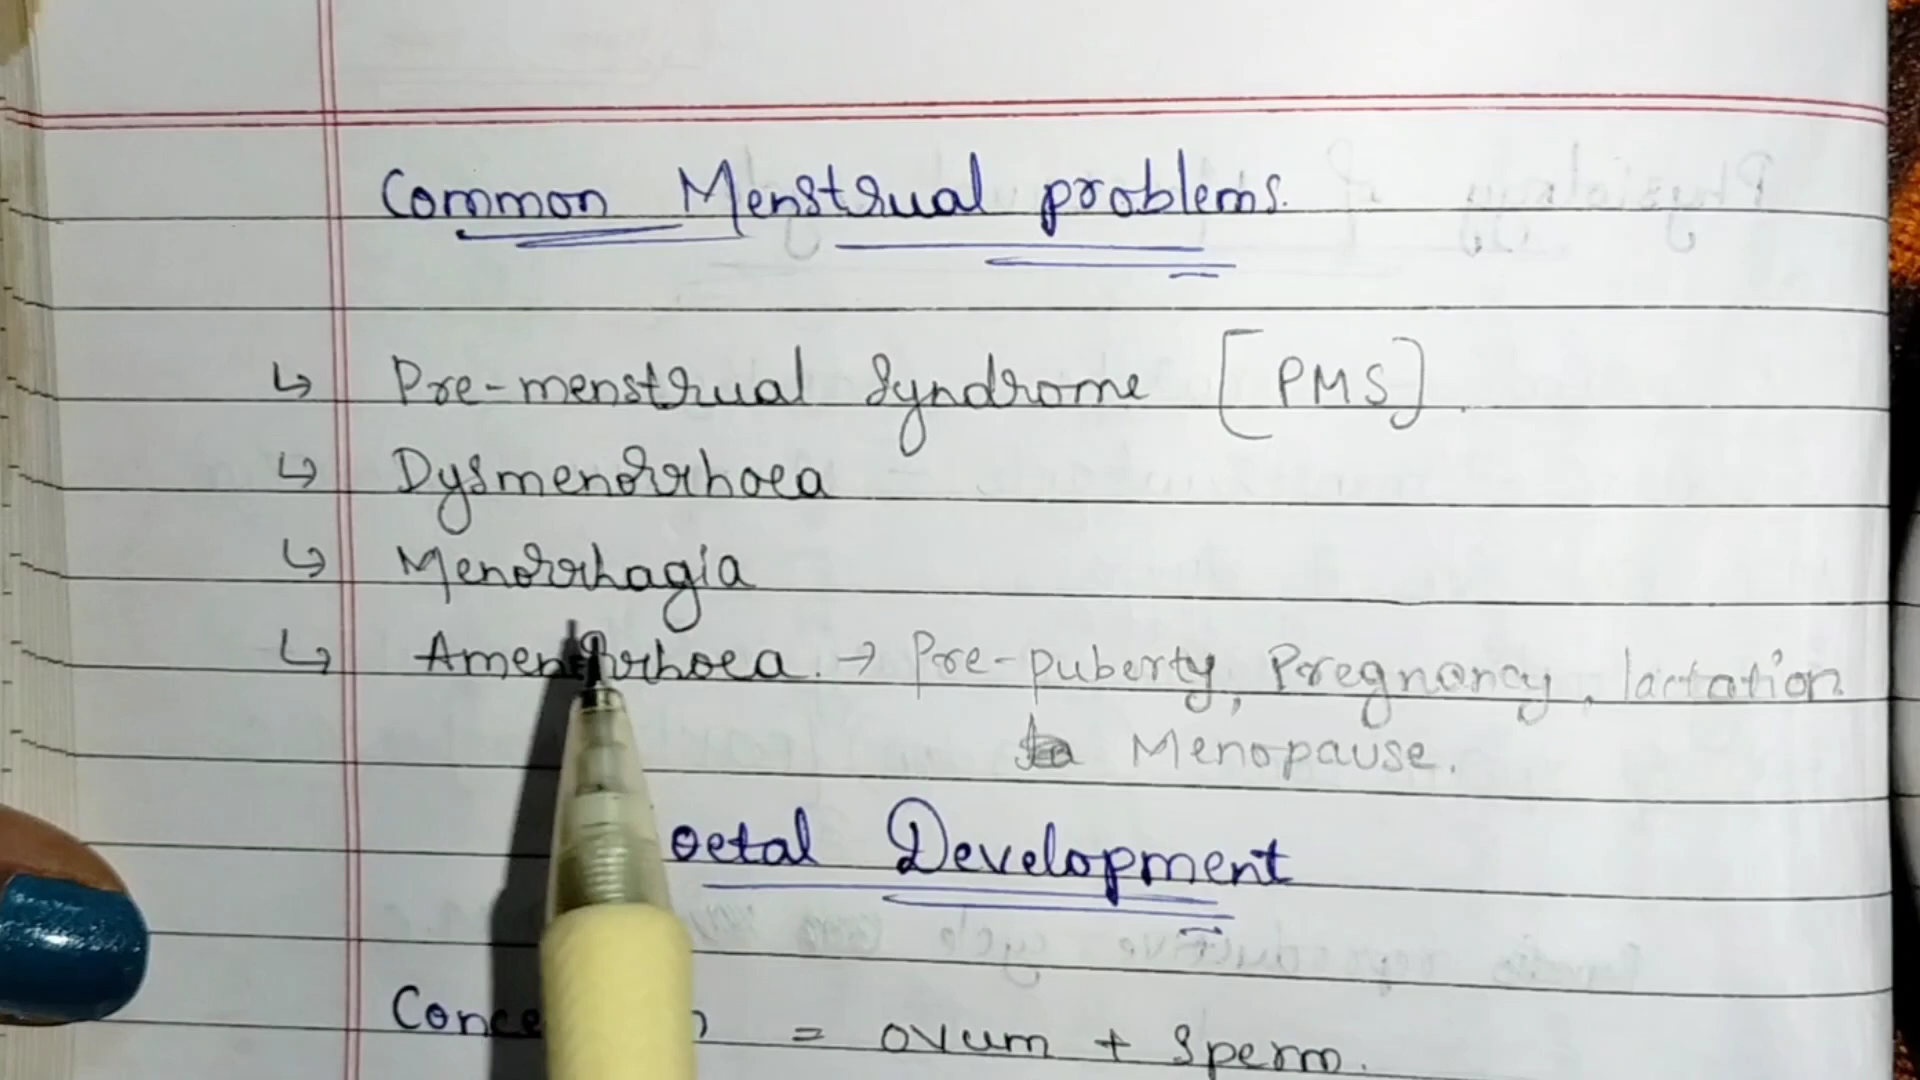 Common Menstrual problems.
↳ Pre-menstrual Syndrome [PMS].
↳ Dysmenorrhoea
↳ Menorrhagia
↳ Amenorrhoea. → Pre-puberty, Pregnancy, lactation
Menopause.
oetal Development
Conce = ovum + Sperm.